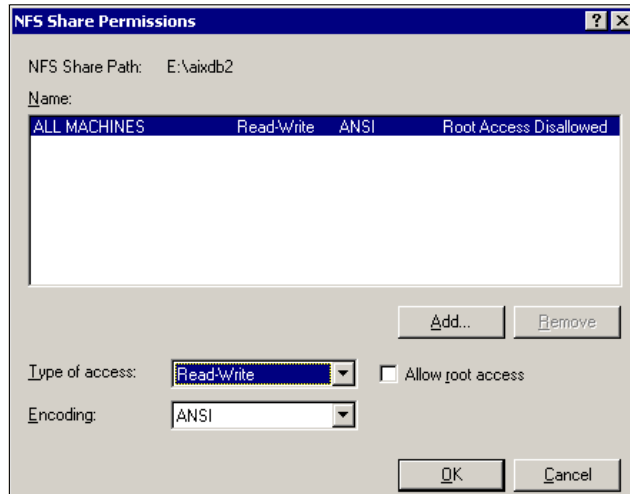 NFS Share Permissions
NFS Share Path: E:\aixdb2
Name:
ALL MACHINES Read-Write ANSI Root Access Disallowed
Add... Remove
Type of access: Read-Write Allow root access
Encoding: ANSI
OK Cancel